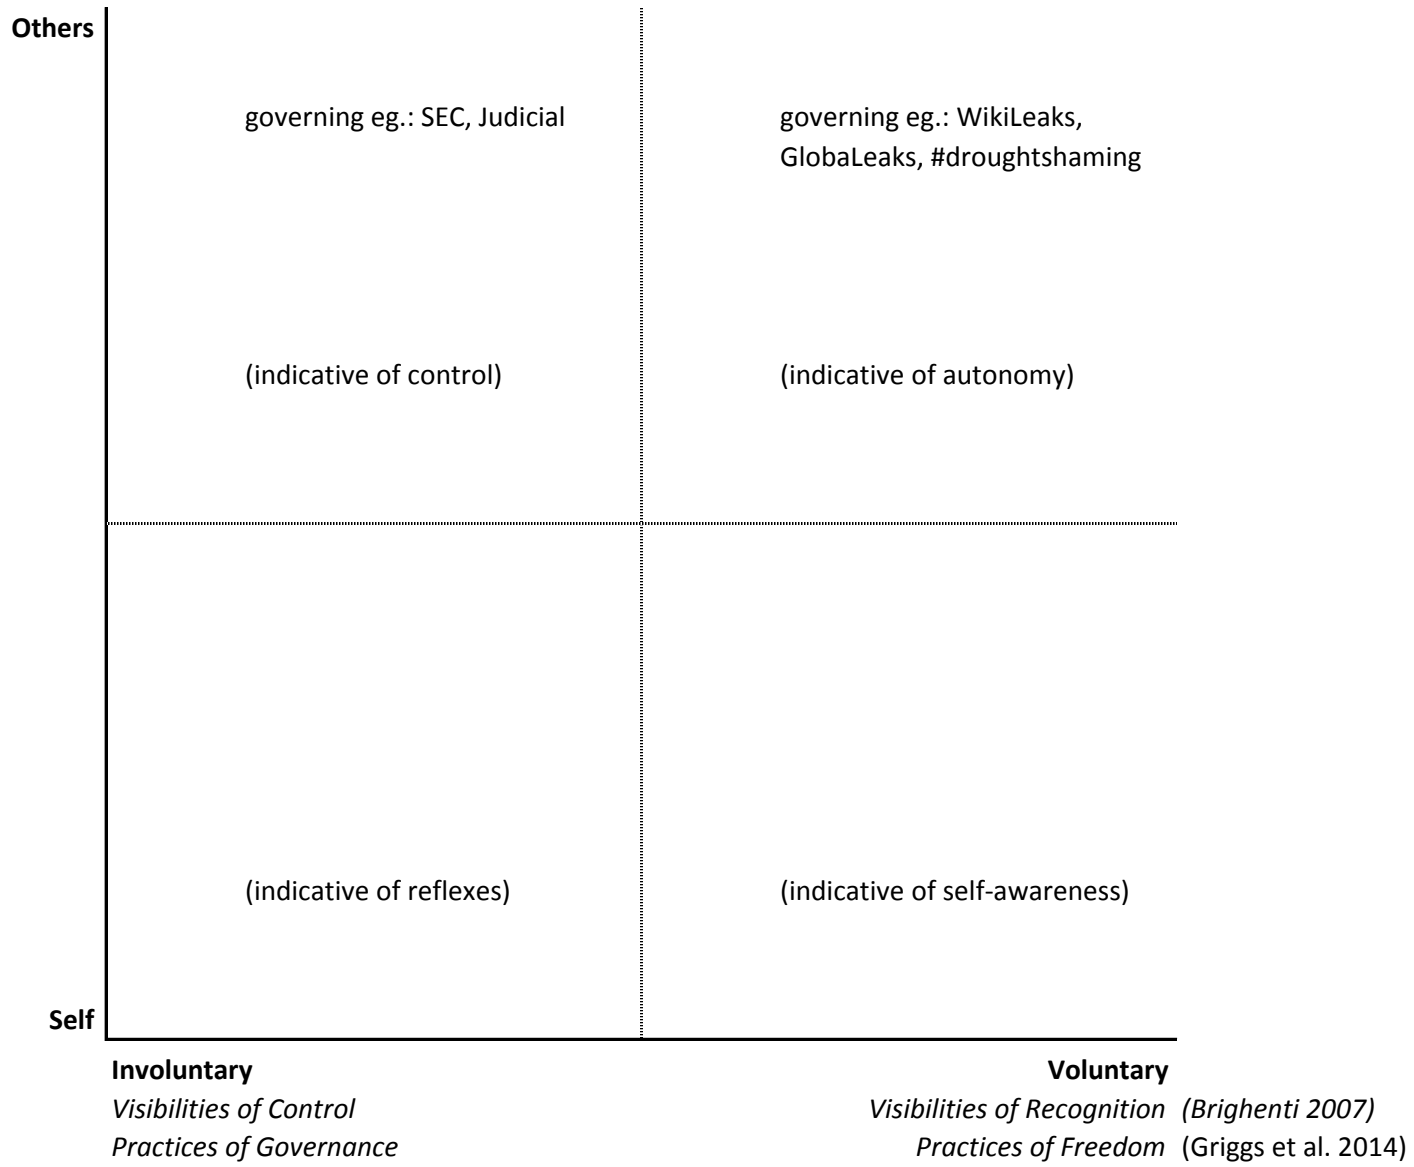 Others
governing eg.: SEC, Judicial
governing eg.: WikiLeaks,
GlobaLeaks, #droughtshaming
(indicative of control)
(indicative of autonomy)
(indicative of reflexes)
(indicative of self-awareness)
Self
Involuntary
Voluntary
Visibilities of Control
Visibilities of Recognition (Brighenti 2007)
Practices of Governance
Practices of Freedom (Griggs et al. 2014)